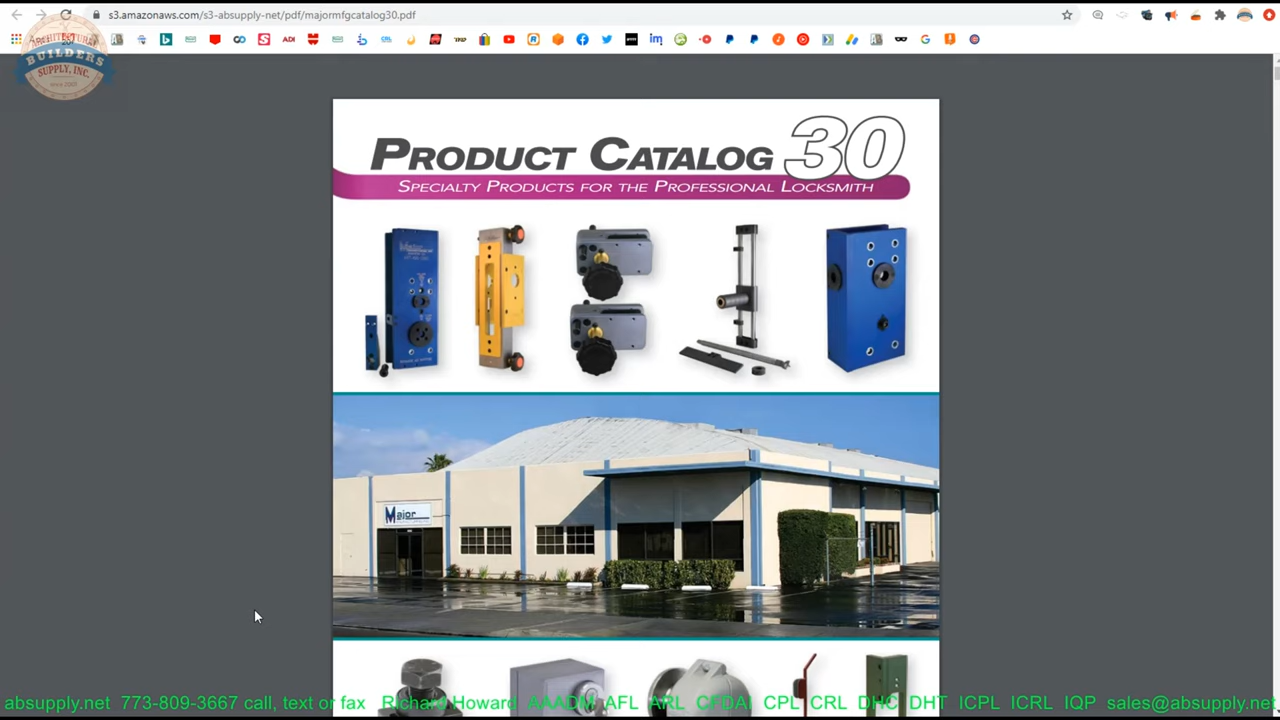 s3.amazonaws.com/s3-absupply-net/pdf/majormfgcatalog30.pdf
ARCHITECTURAL
BUILDERS
SUPPLY, INC.
since 2003
PRODUCT CATALOG 30
SPECIALTY PRODUCTS FOR THE PROFESSIONAL LOCKSMITH
Major
absupply.net 773-809-3667 call, text or fax Richard Howard AAADM AFL ARL CFDAI CPL CRL DHC DHT ICPL ICRL IQP sales@absupply.net